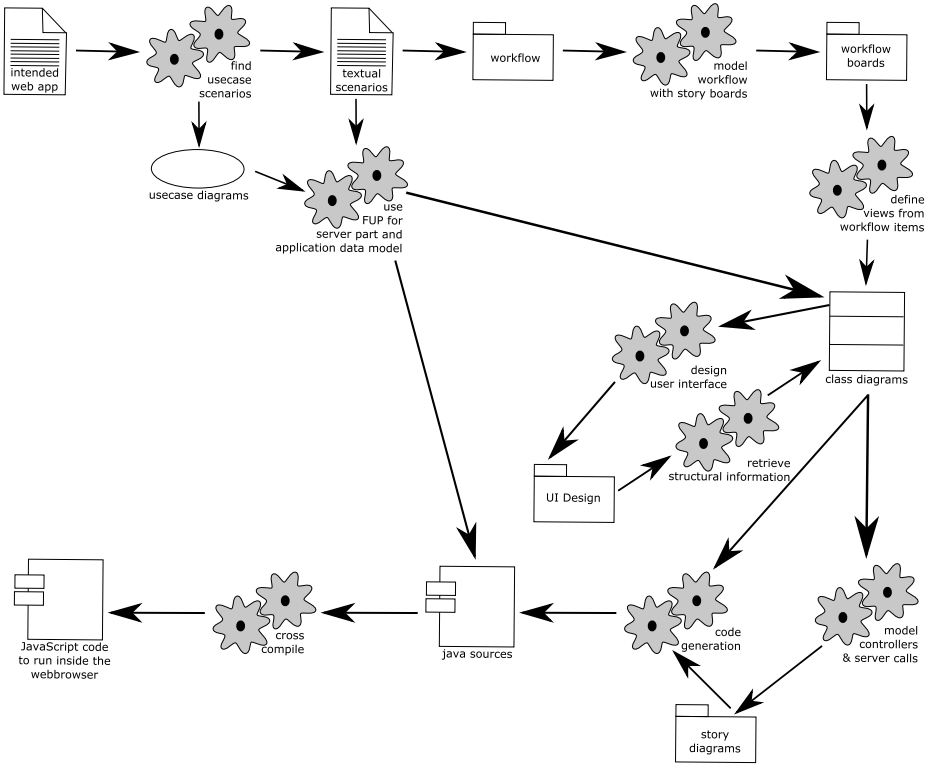 intended
web app
find
usecase
scenarios
textual
scenarios
workflow
model
workflow
with story boards
workflow
boards
usecase diagrams
use
FUP for
server part and
application data model
define
views from
workflow items
design
user interface
class diagrams
retrieve
structural information
UI Design
JavaScript code
to run inside the
webbrowser
cross
compile
java sources
code
generation
model
controllers
& server calls
story
diagrams